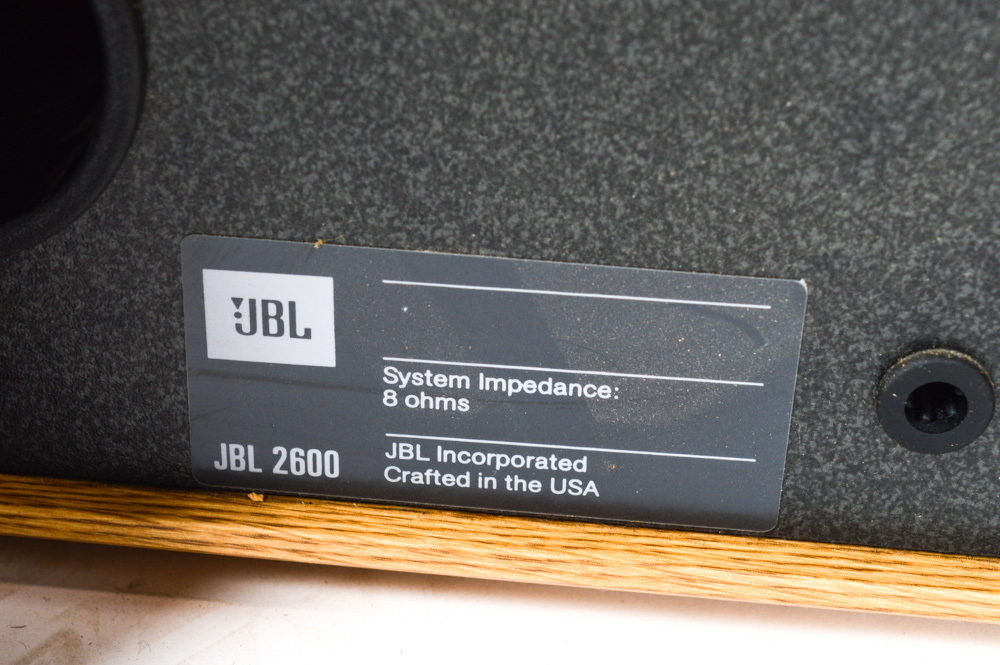 JBL
System Impedance:
8 ohms
JBL 2600
JBL Incorporated
Crafted in the USA